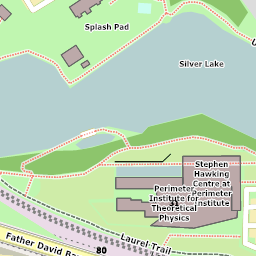 Splash Pad
Silver Lake
Stephen
Hawking
Centre at
Perimeter
Institute
Perimeter
Institute for
Theoretical
Physics
31
Laurel Trail
Father David
80